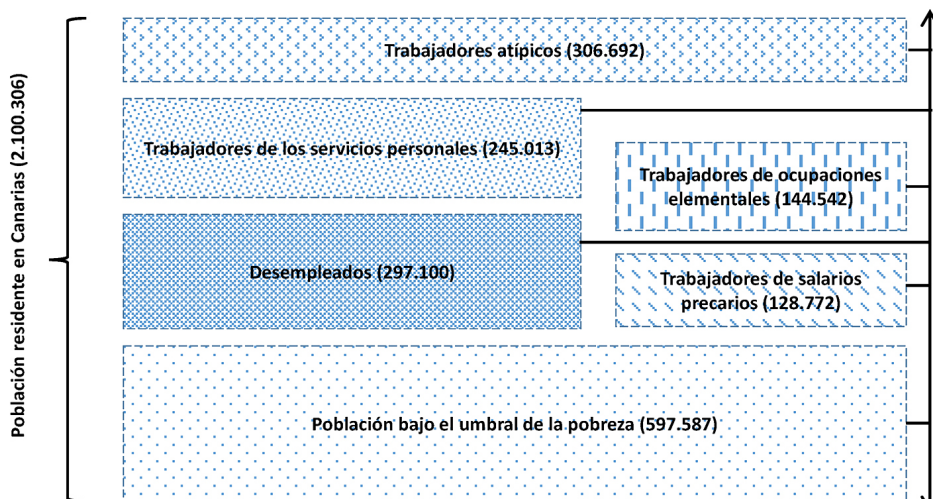 Población residente en Canarias (2.100.306)
Trabajadores atípicos (306.692)
Trabajadores de los servicios personales (245.013)
Trabajadores de ocupaciones
elementales (144.542)
Desempleados (297.100)
Trabajadores de salarios
precarios (128.772)
Población bajo el umbral de la pobreza (597.587)